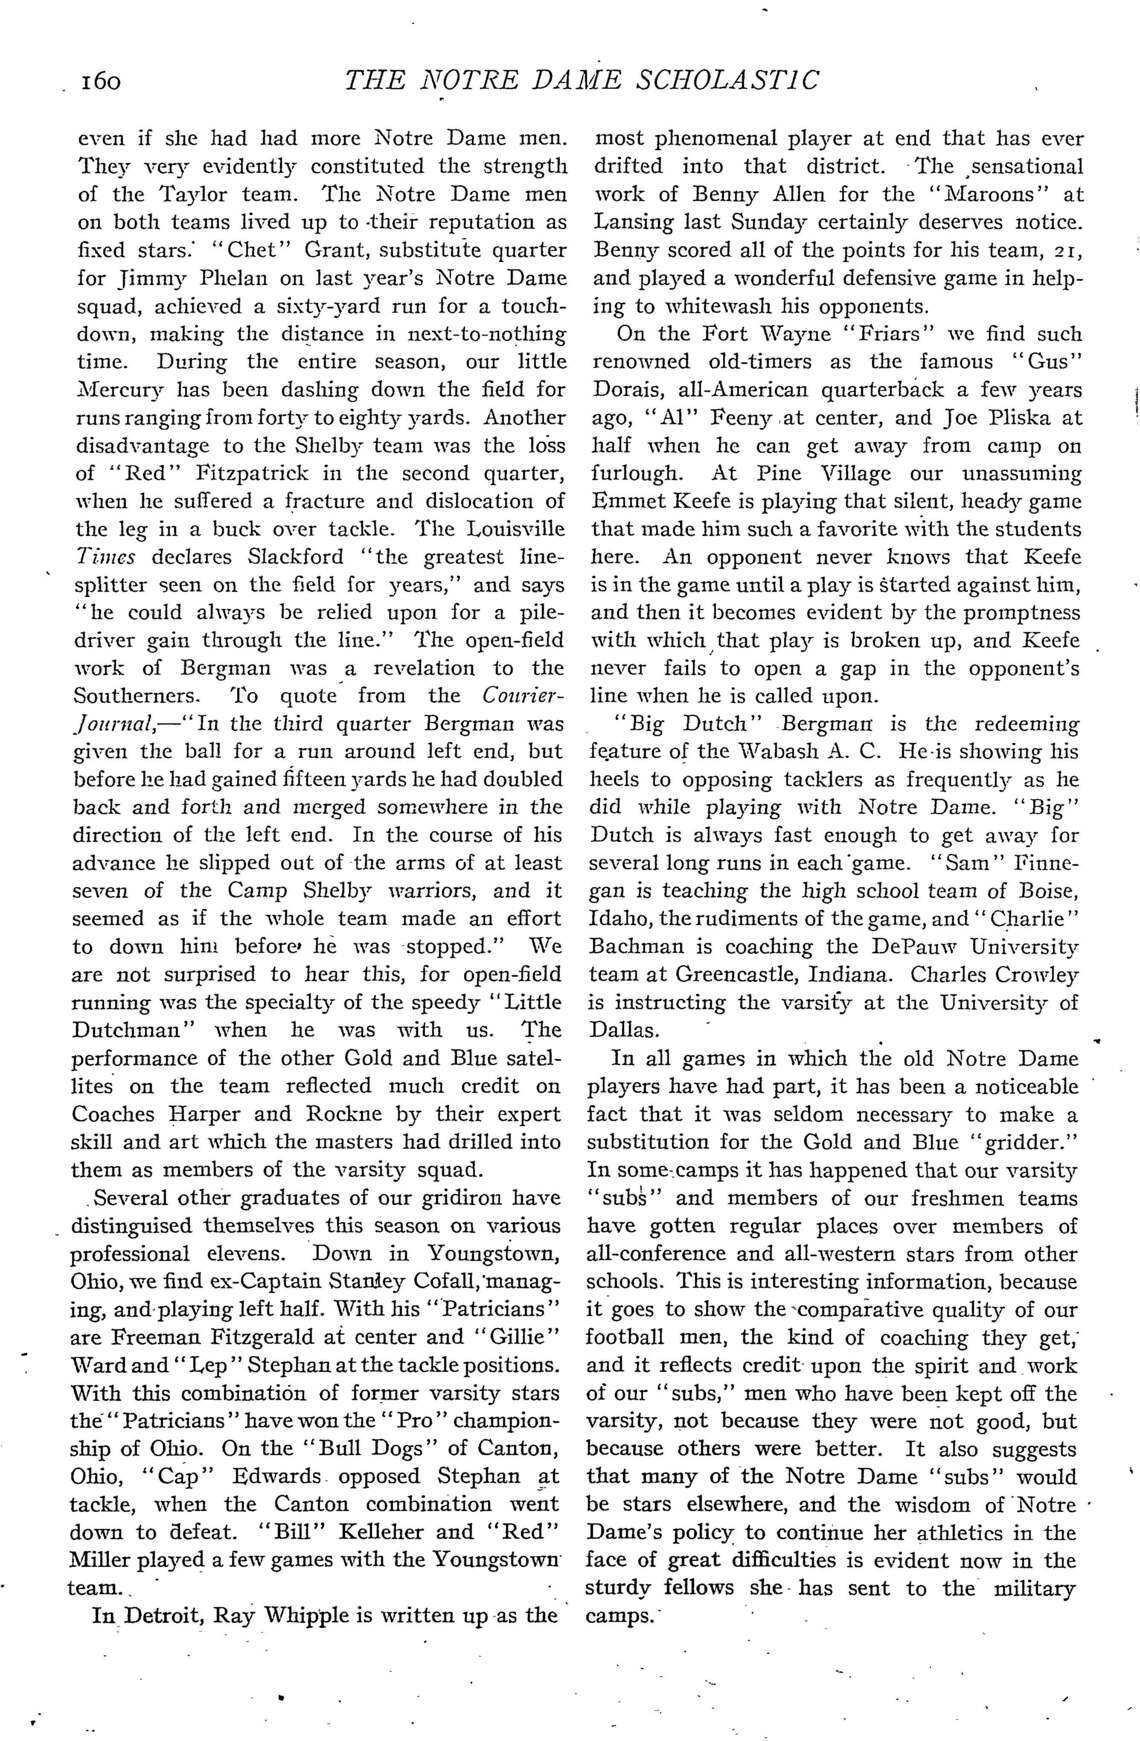 160
THE NOTRE DAME SCHOLASTIC
even if she had had more Notre Dame men.
They very evidently constituted the strength
of the Taylor team. The Notre Dame men
on both teams lived up to their reputation as
fixed stars. "Chet" Grant, substitute quarter
for Jimmy Phelan on last year's Notre Dame
squad, achieved a sixty-yard run for a touch-
down, making the distance in next-to-nothing
time. During the entire season, our little
Mercury has been dashing down the field for
runs ranging from forty to eighty yards. Another
disadvantage to the Shelby team was the loss
of "Red" Fitzpatrick in the second quarter,
when he suffered a fracture and dislocation of
the leg in a buck over tackle. The Louisville
Times declares Slackford "the greatest line-
splitter seen on the field for years," and says
"he could always be relied upon for a pile-
driver gain through the line." The open-field
work of Bergman was a revelation to the
Southerners. To quote from the Courier-
Journal,—"In the third quarter Bergman was
given the ball for a run around left end, but
before he had gained fifteen yards he had doubled
back and forth and merged somewhere in the
direction of the left end. In the course of his
advance he slipped out of the arms of at least
seven of the Camp Shelby warriors, and it
seemed as if the whole team made an effort
to down him before he was stopped." We
are not surprised to hear this, for open-field
running was the specialty of the speedy "Little
Dutchman" when he was with us. The
performance of the other Gold and Blue satel-
lites on the team reflected much credit on
Coaches Harper and Rockne by their expert
skill and art which the masters had drilled into
them as members of the varsity squad.
Several other graduates of our gridiron have
distinguised themselves this season on various
professional elevens. Down in Youngstown,
Ohio, we find ex-Captain Stanley Cofall, manag-
ing, and playing left half. With his "Patricians"
are Freeman Fitzgerald at center and "Gillie"
Ward and "Lep" Stephan at the tackle positions.
With this combination of former varsity stars
the "Patricians" have won the "Pro" champion-
ship of Ohio. On the "Bull Dogs" of Canton,
Ohio, "Cap" Edwards opposed Stephan at
tackle, when the Canton combination went
down to defeat. "Bill" Kelleher and "Red"
Miller played a few games with the Youngstown
team.
In Detroit, Ray Whipple is written up as the
most phenomenal player at end that has ever
drifted into that district. The sensational
work of Benny Allen for the "Maroons" at
Lansing last Sunday certainly deserves notice.
Benny scored all of the points for his team, 21,
and played a wonderful defensive game in help-
ing to whitewash his opponents.
On the Fort Wayne "Friars" we find such
renowned old-timers as the famous "Gus"
Dorais, all-American quarterback a few years
ago, "Al" Feeny at center, and Joe Pliska at
half when he can get away from camp on
furlough. At Pine Village our unassuming
Emmet Keefe is playing that silent, heady game
that made him such a favorite with the students
here. An opponent never knows that Keefe
is in the game until a play is started against him,
and then it becomes evident by the promptness
with which that play is broken up, and Keefe
never fails to open a gap in the opponent's
line when he is called upon.
"Big Dutch" Bergman is the redeeming
feature of the Wabash A. C. He is showing his
heels to opposing tacklers as frequently as he
did while playing with Notre Dame. "Big"
Dutch is always fast enough to get away for
several long runs in each game. "Sam" Finne-
gan is teaching the high school team of Boise,
Idaho, the rudiments of the game, and "Charlie"
Bachman is coaching the DePauw University
team at Greencastle, Indiana. Charles Crowley
is instructing the varsity at the University of
Dallas.
In all games in which the old Notre Dame
players have had part, it has been a noticeable
fact that it was seldom necessary to make a
substitution for the Gold and Blue "gridder."
In some camps it has happened that our varsity
"subs" and members of our freshmen teams
have gotten regular places over members of
all-conference and all-western stars from other
schools. This is interesting information, because
it goes to show the comparative quality of our
football men, the kind of coaching they get,
and it reflects credit upon the spirit and work
of our "subs," men who have been kept off the
varsity, not because they were not good, but
because others were better. It also suggests
that many of the Notre Dame "subs" would
be stars elsewhere, and the wisdom of Notre
Dame's policy to continue her athletics in the
face of great difficulties is evident now in the
sturdy fellows she has sent to the military
camps.